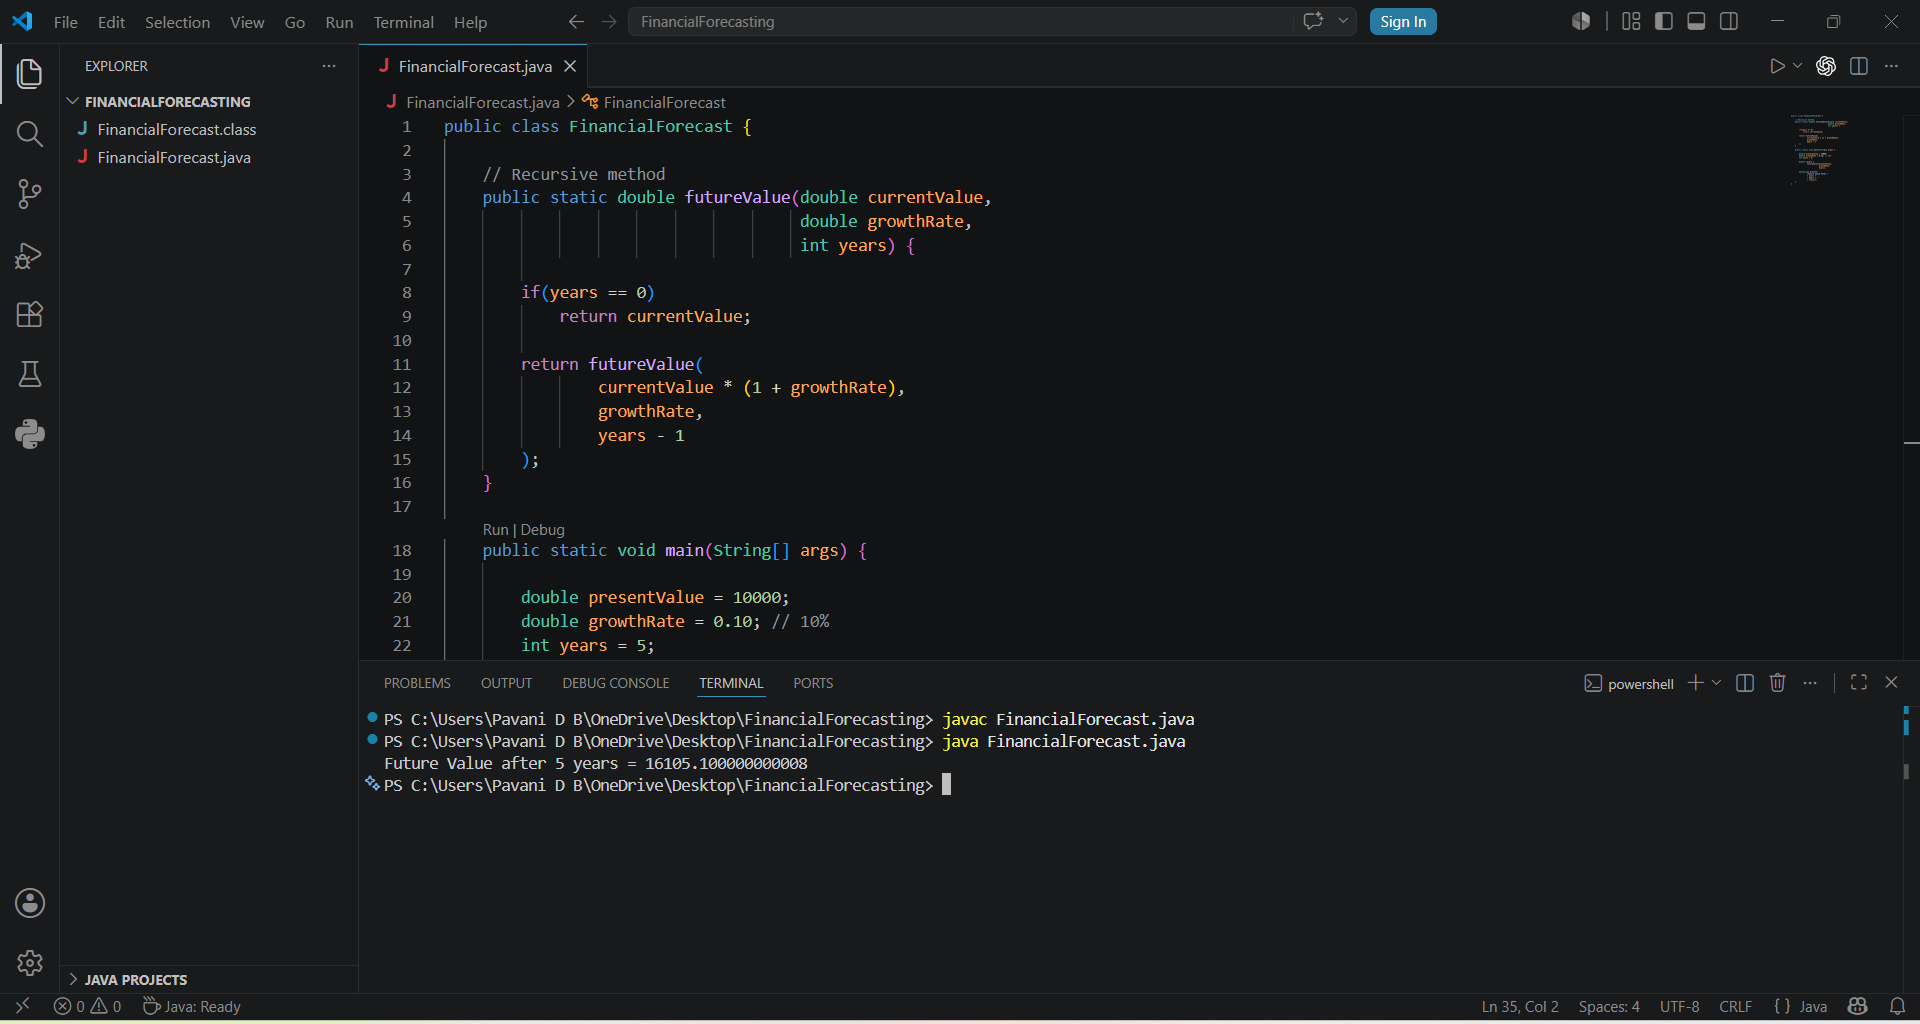 File Edit Selection View Go Run Terminal Help
FinancialForecasting
Sign In
EXPLORER
FINANCIALFORECASTING
J FinancialForecast.class
J FinancialForecast.java
J FinancialForecast.java
J FinancialForecast.java > FinancialForecast
1 public class FinancialForecast {
2
3 // Recursive method
4 public static double futureValue(double currentValue,
5 double growthRate,
6 int years) {
7
8 if(years == 0)
9 return currentValue;
10
11 return futureValue(
12 currentValue * (1 + growthRate),
13 growthRate,
14 years - 1
15 );
16 }
17
Run | Debug
18 public static void main(String[] args) {
19
20 double presentValue = 10000;
21 double growthRate = 0.10; // 10%
22 int years = 5;
PROBLEMS OUTPUT DEBUG CONSOLE TERMINAL PORTS
powershell
PS C:\Users\Pavani D B\OneDrive\Desktop\FinancialForecasting> javac FinancialForecast.java
PS C:\Users\Pavani D B\OneDrive\Desktop\FinancialForecasting> java FinancialForecast.java
Future Value after 5 years = 16105.100000000008
PS C:\Users\Pavani D B\OneDrive\Desktop\FinancialForecasting>
JAVA PROJECTS
0 0 Java: Ready
Ln 35, Col 2 Spaces: 4 UTF-8 CRLF {} Java